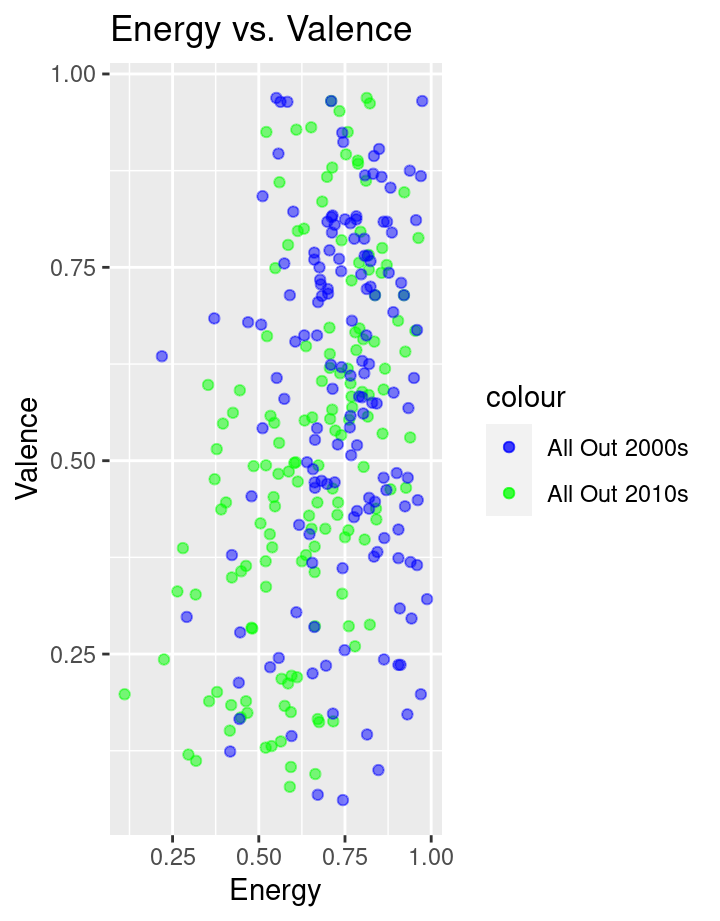 Energy vs. Valence
1.00
0.75
0.50
0.25
Valence
0.25 0.50 0.75 1.00
Energy
colour
All Out 2000s
All Out 2010s